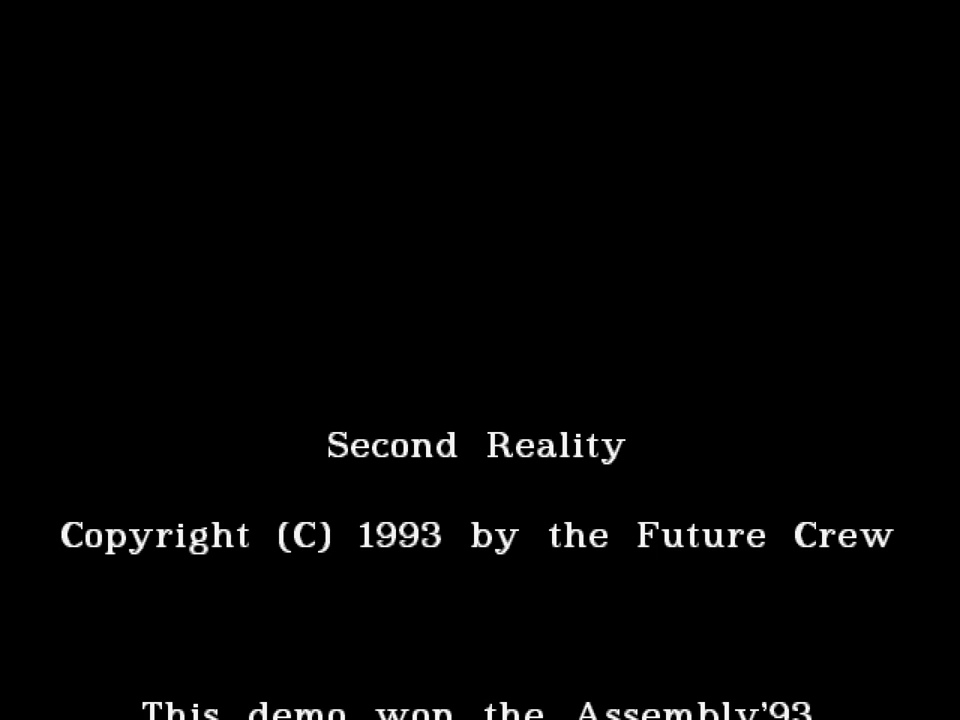 Second Reality
Copyright (C) 1993 by the Future Crew
This demo won the Assembly'93